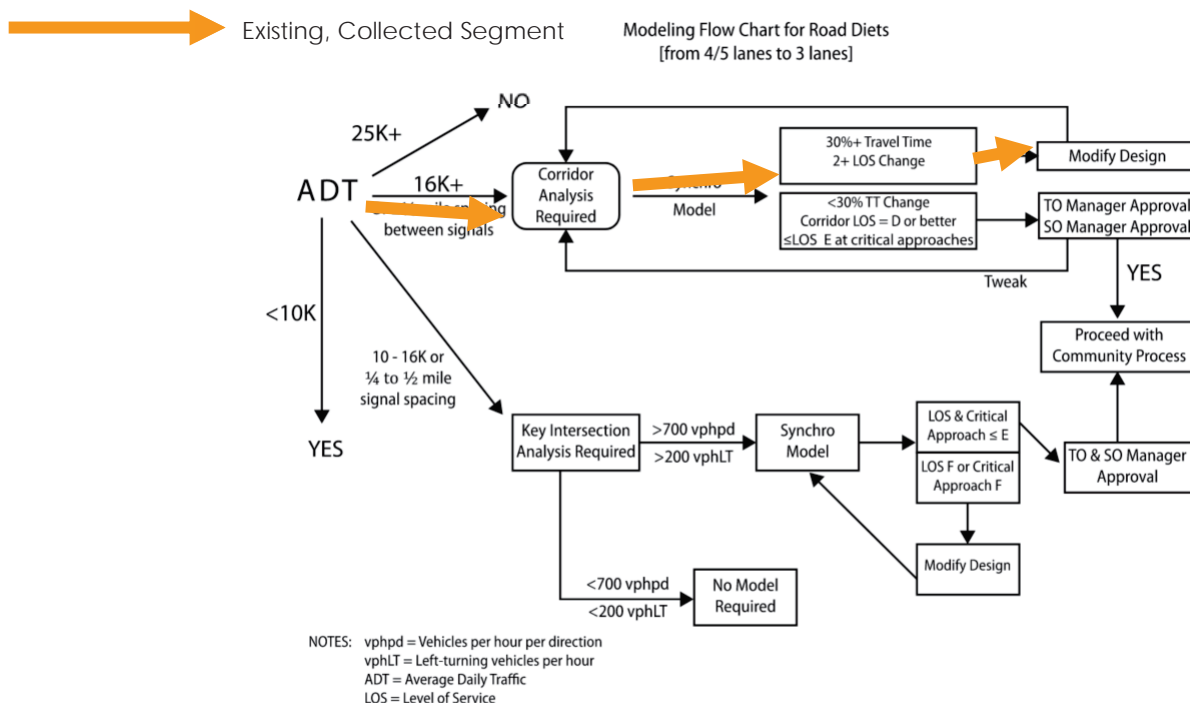 Existing, Collected Segment
Modeling Flow Chart for Road Diets
[from 4/5 lanes to 3 lanes]
NO
25K+
ADT
16K+
between signals
Corridor
Analysis
Required
Model
30%+ Travel Time
2+ LOS Change
Modify Design
<30% TT Change
Corridor LOS = D or better
≤LOS E at critical approaches
TO Manager Approval
SO Manager Approval
Tweak
YES
<10K
Proceed with
Community Process
10 - 16K or
¼ to ½ mile
signal spacing
YES
Key Intersection
Analysis Required
>700 vphpd
>200 vphLT
Synchro
Model
LOS & Critical
Approach ≤ E
LOS F or Critical
Approach F
TO & SO Manager
Approval
Modify Design
<700 vphpd
<200 vphLT
No Model
Required
NOTES: vphpd = Vehicles per hour per direction
vphLT = Left-turning vehicles per hour
ADT = Average Daily Traffic
LOS = Level of Service